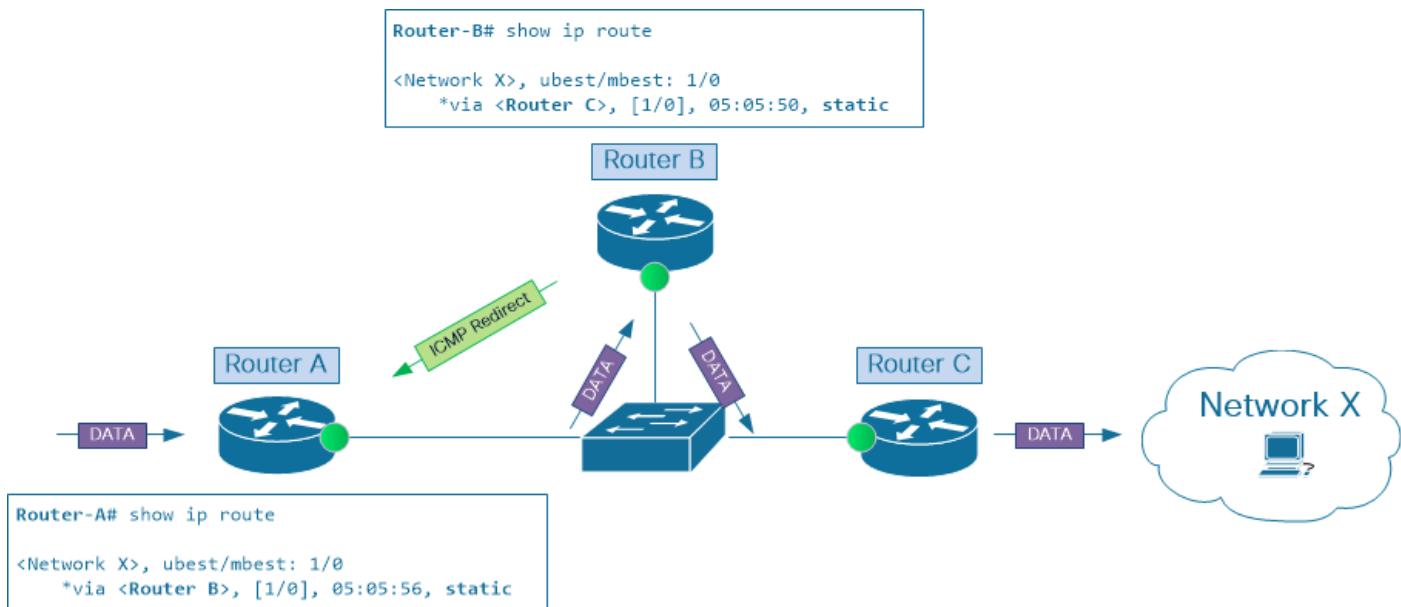 Router-B# show ip route
<Network X>, ubest/mbest: 1/0
*via <Router C>, [1/0], 05:05:50, static
Router B
ICMP Redirect
DATA
DATA
Router A
Router C
Network X
DATA
DATA
?
Router-A# show ip route
<Network X>, ubest/mbest: 1/0
*via <Router B>, [1/0], 05:05:56, static